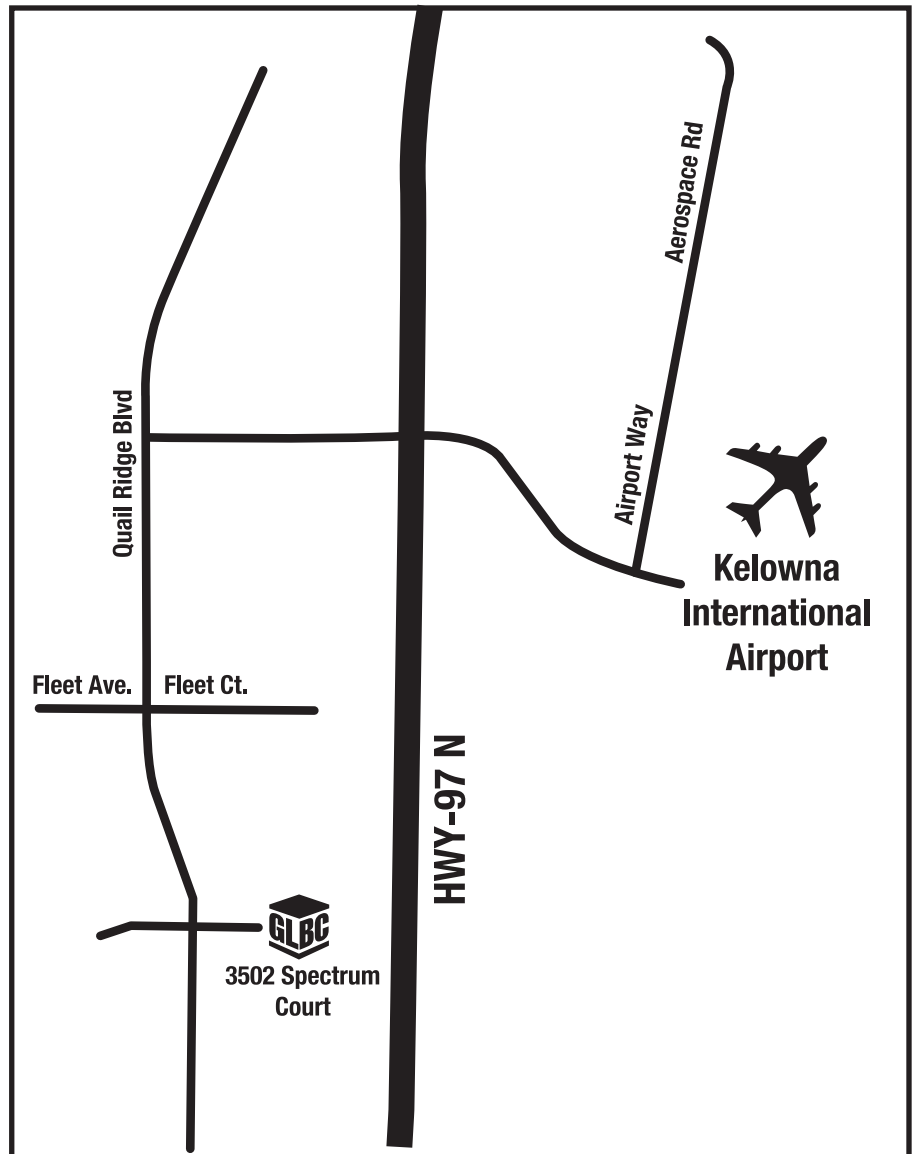 Aerospace Rd
Quail Ridge Blvd
Airport Way
Kelowna
International
Airport
Fleet Ave.
Fleet Ct.
HWY-97 N
GLBC
3502 Spectrum
Court